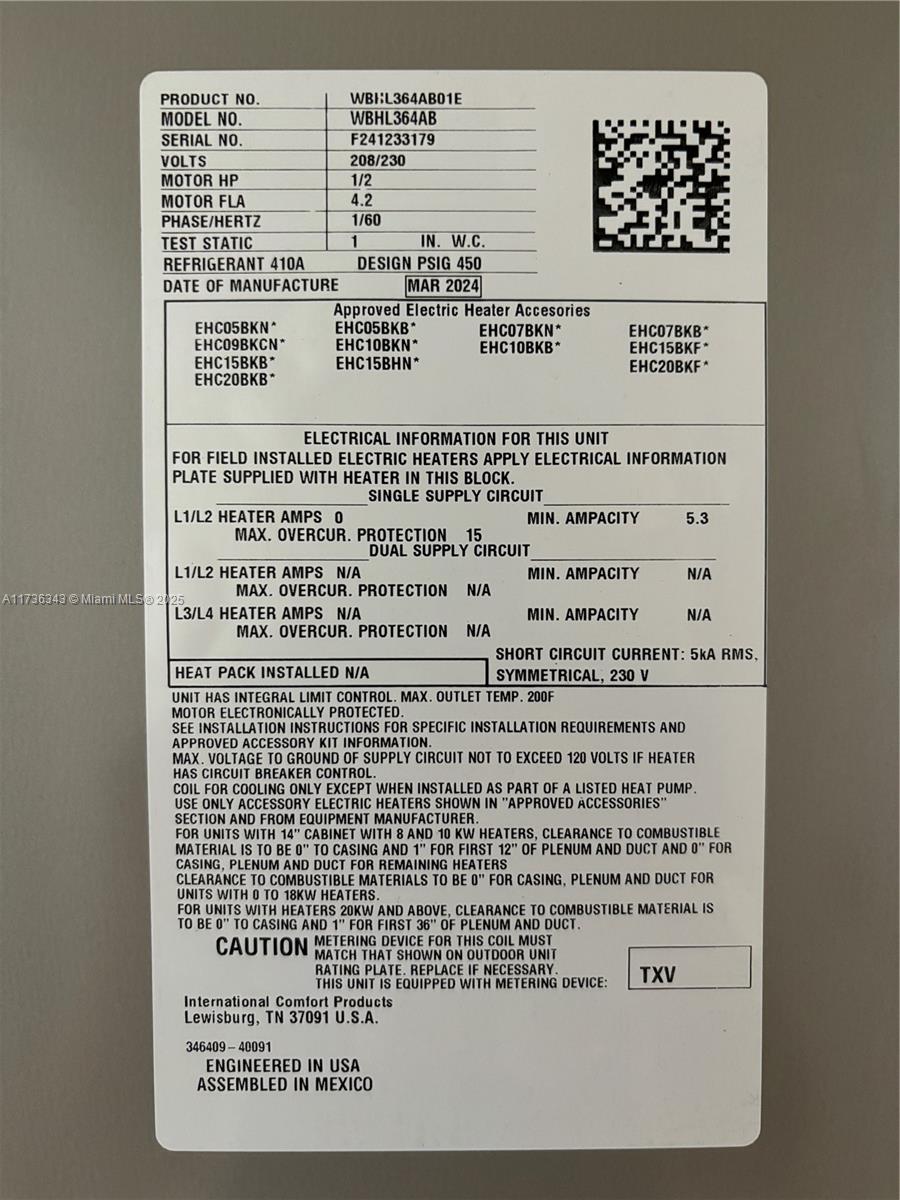 PRODUCT NO. WBHL364AB01E
MODEL NO. WBHL364AB
SERIAL NO. F241233179
VOLTS 208/230
MOTOR HP 1/2
MOTOR FLA 4.2
PHASE/HERTZ 1/60
TEST STATIC 1 IN. W.C.
REFRIGERANT 410A DESIGN PSIG 450
DATE OF MANUFACTURE MAR 2024
Approved Electric Heater Accesories
EHC05BKN* EHC05BKB* EHC07BKN* EHC07BKB*
EHC09BKCN* EHC10BKN* EHC10BKB* EHC15BKF*
EHC15BKB* EHC15BHN* EHC20BKF*
EHC20BKB*
ELECTRICAL INFORMATION FOR THIS UNIT
FOR FIELD INSTALLED ELECTRIC HEATERS APPLY ELECTRICAL INFORMATION
PLATE SUPPLIED WITH HEATER IN THIS BLOCK.
SINGLE SUPPLY CIRCUIT
L1/L2 HEATER AMPS 0 MIN. AMPACITY 5.3
MAX. OVERCUR. PROTECTION 15
DUAL SUPPLY CIRCUIT
L1/L2 HEATER AMPS N/A MIN. AMPACITY N/A
MAX. OVERCUR. PROTECTION N/A
A11736343 © Miami MLS © 2025
L3/L4 HEATER AMPS N/A MIN. AMPACITY N/A
MAX. OVERCUR. PROTECTION N/A
SHORT CIRCUIT CURRENT: 5kA RMS,
HEAT PACK INSTALLED N/A SYMMETRICAL, 230 V
UNIT HAS INTEGRAL LIMIT CONTROL. MAX. OUTLET TEMP. 200F
MOTOR ELECTRONICALLY PROTECTED.
SEE INSTALLATION INSTRUCTIONS FOR SPECIFIC INSTALLATION REQUIREMENTS AND
APPROVED ACCESSORY KIT INFORMATION.
MAX. VOLTAGE TO GROUND OF SUPPLY CIRCUIT NOT TO EXCEED 120 VOLTS IF HEATER
HAS CIRCUIT BREAKER CONTROL.
COIL FOR COOLING ONLY EXCEPT WHEN INSTALLED AS PART OF A LISTED HEAT PUMP.
USE ONLY ACCESSORY ELECTRIC HEATERS SHOWN IN "APPROVED ACCESSORIES"
SECTION AND FROM EQUIPMENT MANUFACTURER.
FOR UNITS WITH 14" CABINET WITH 8 AND 10 KW HEATERS, CLEARANCE TO COMBUSTIBLE
MATERIAL IS TO BE 0" TO CASING AND 1" FOR FIRST 12" OF PLENUM AND DUCT AND 0" FOR
CASING, PLENUM AND DUCT FOR REMAINING HEATERS
CLEARANCE TO COMBUSTIBLE MATERIALS TO BE 0" FOR CASING, PLENUM AND DUCT FOR
UNITS WITH 0 TO 18KW HEATERS.
FOR UNITS WITH HEATERS 20KW AND ABOVE, CLEARANCE TO COMBUSTIBLE MATERIAL IS
TO BE 0" TO CASING AND 1" FOR FIRST 36" OF PLENUM AND DUCT.
CAUTION METERING DEVICE FOR THIS COIL MUST
MATCH THAT SHOWN ON OUTDOOR UNIT
RATING PLATE. REPLACE IF NECESSARY.
THIS UNIT IS EQUIPPED WITH METERING DEVICE: TXV
International Comfort Products
Lewisburg, TN 37091 U.S.A.
346409-40091
ENGINEERED IN USA
ASSEMBLED IN MEXICO